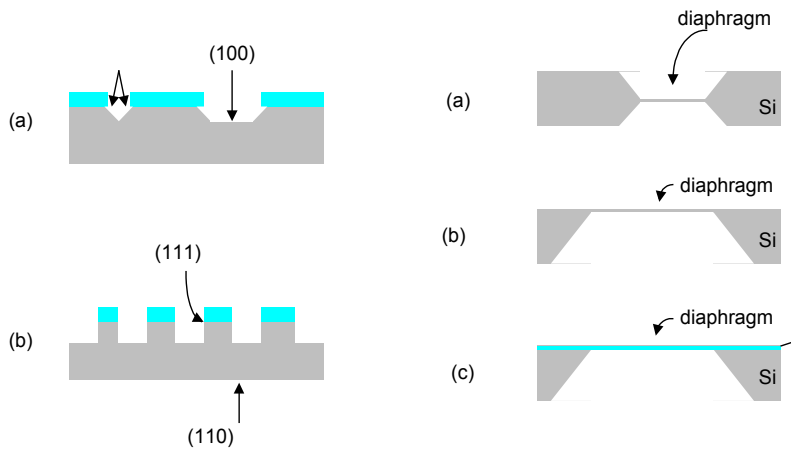 (100)
(a)
(111)
(b)
(110)
diaphragm
(a)
Si
diaphragm
(b)
Si
diaphragm
(c)
Si